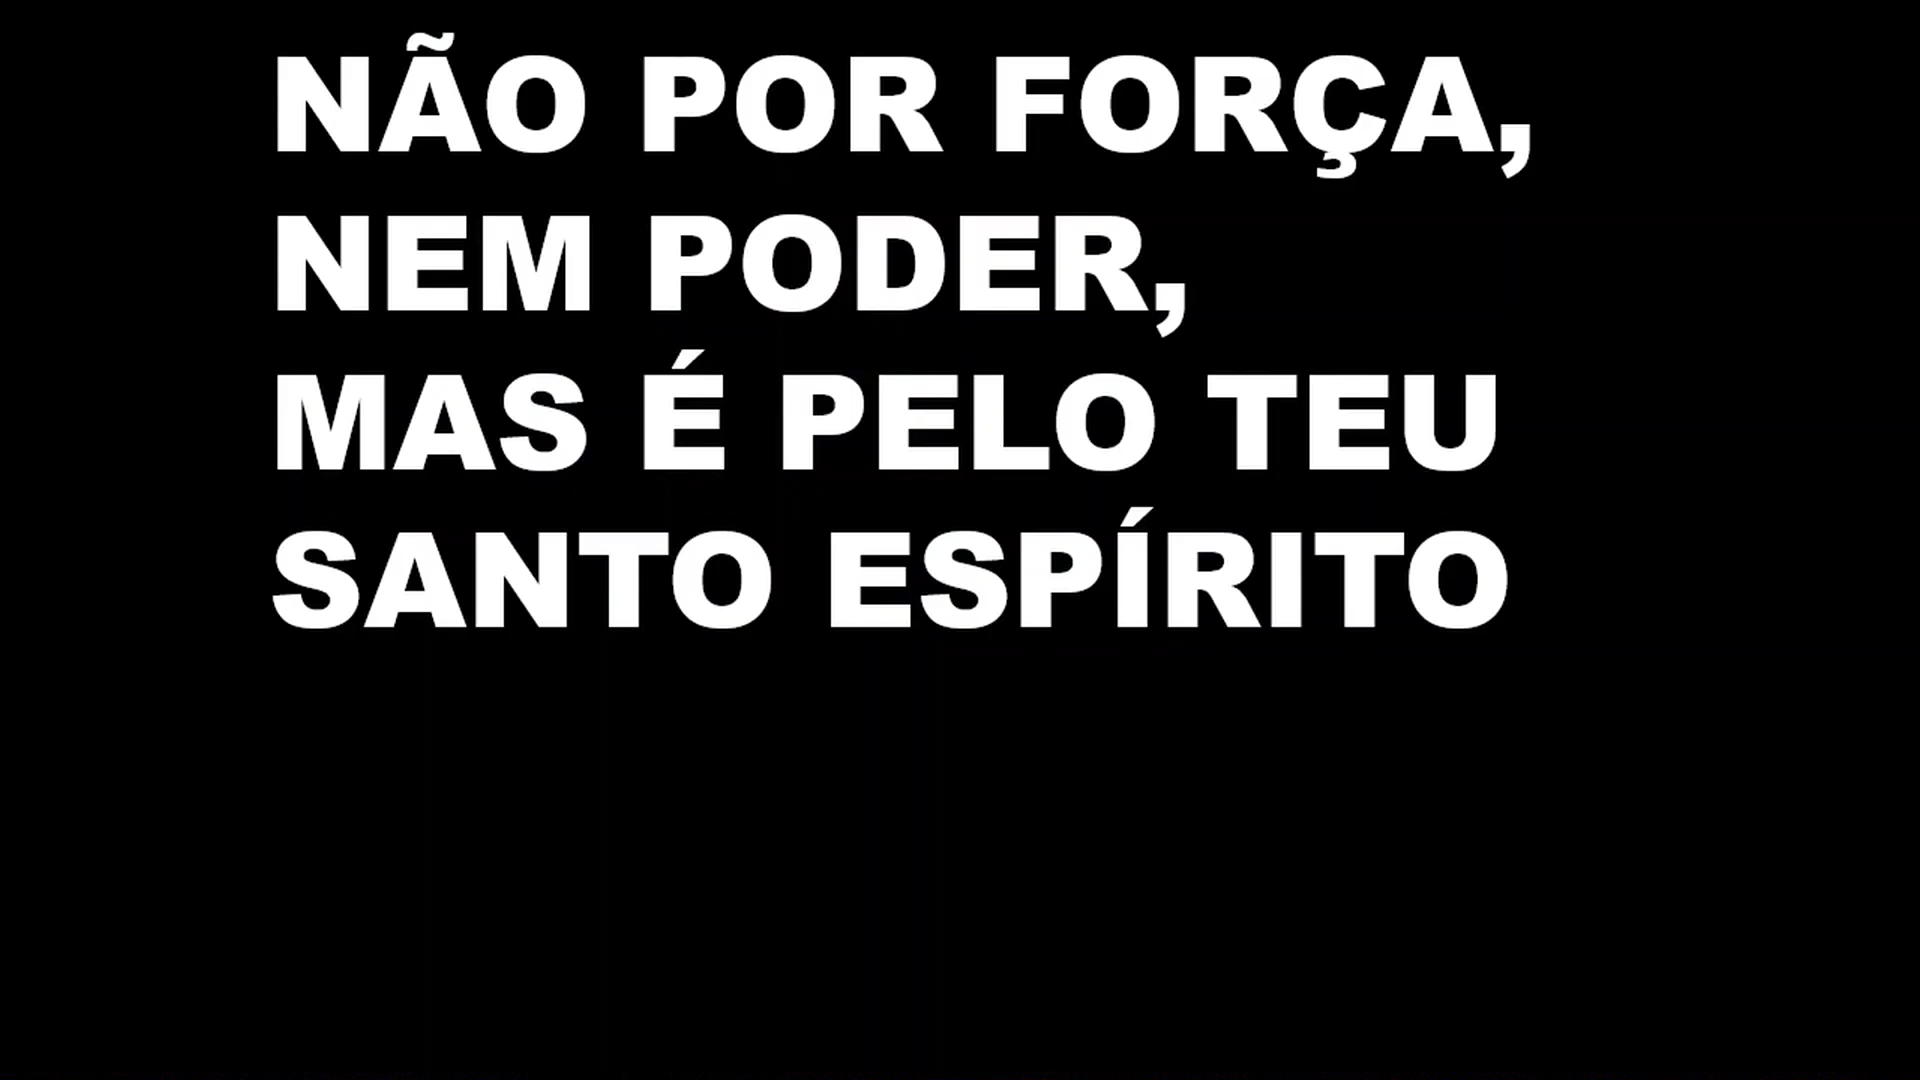 NÃO POR FORÇA,
NEM PODER,
MAS É PELO TEU
SANTO ESPÍRITO